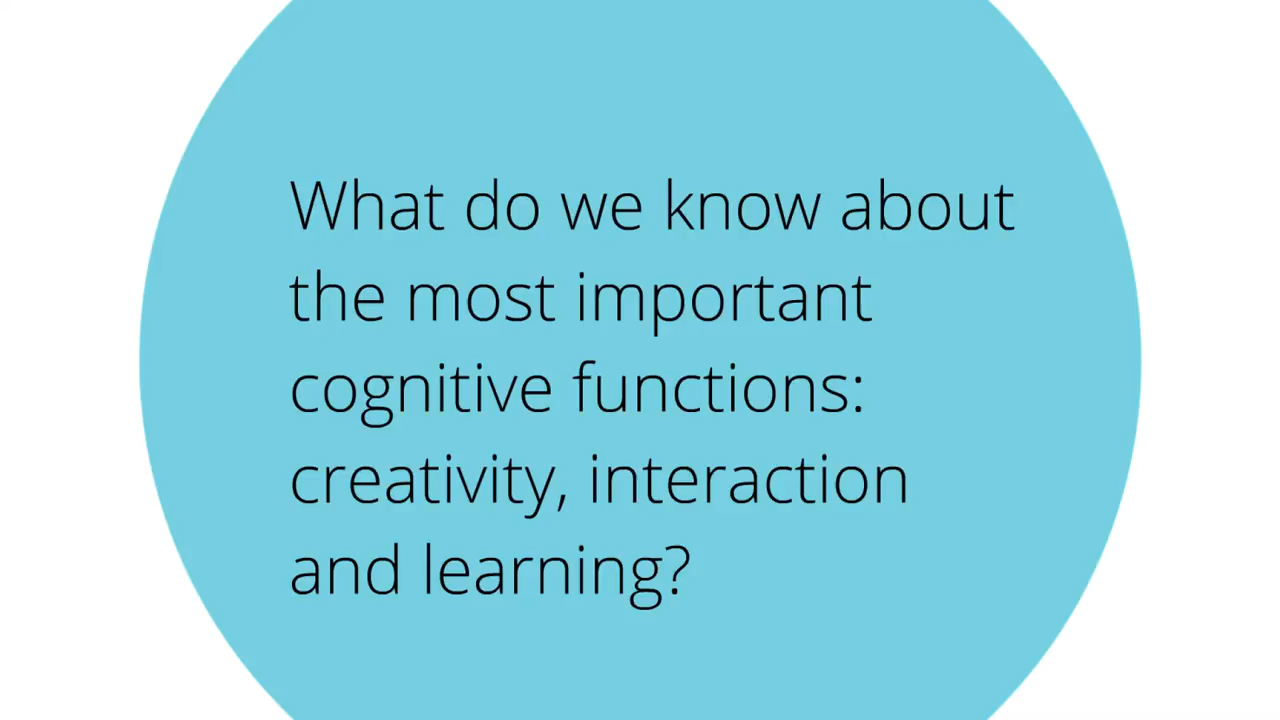 What do we know about
the most important
cognitive functions:
creativity, interaction
and learning?